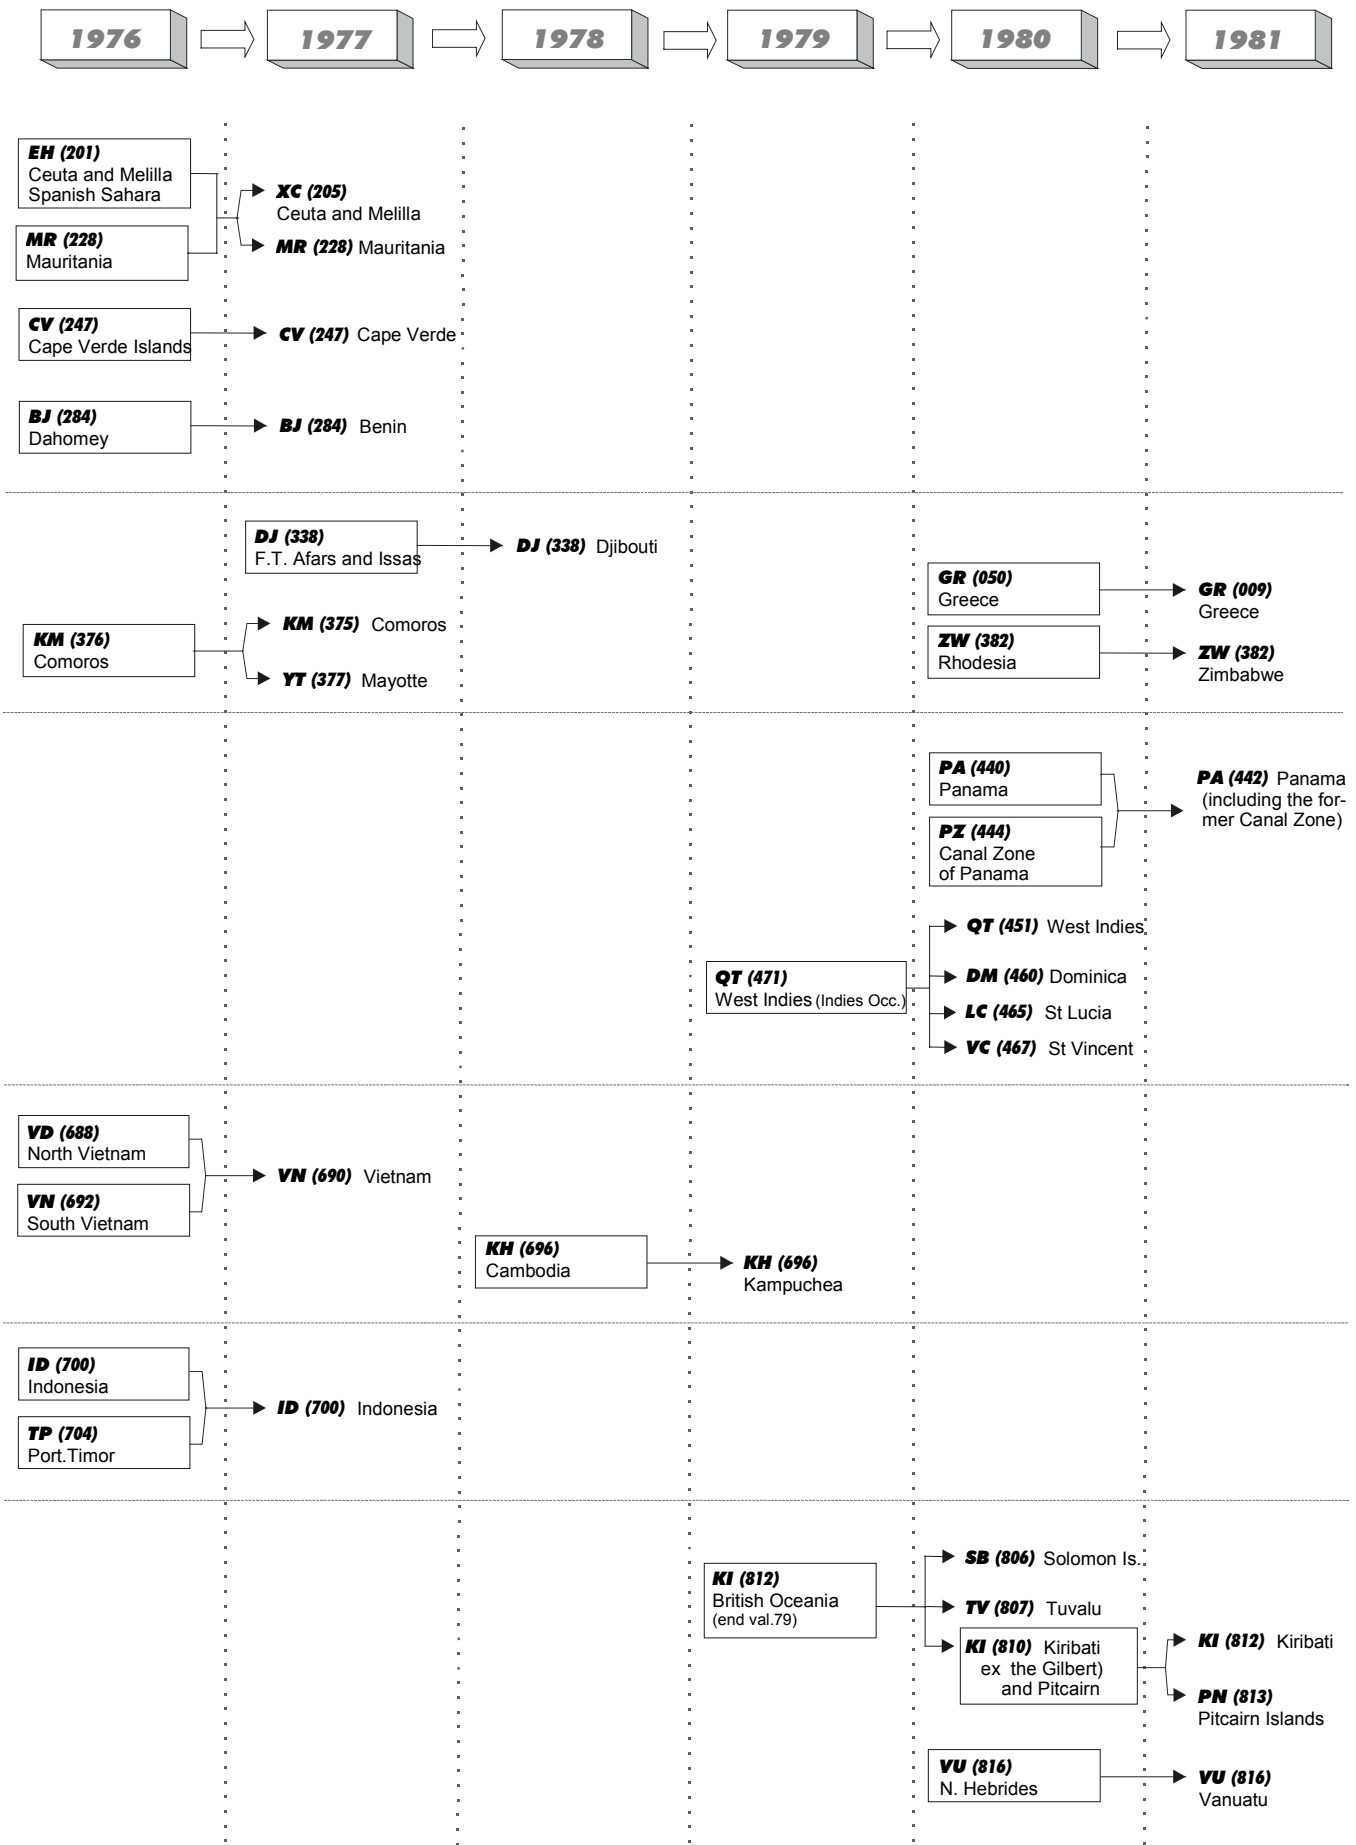 1976 1977 1978 1979 1980 1981
EH (201)
Ceuta and Melilla
Spanish Sahara
XC (205)
Ceuta and Melilla
MR (228)
Mauritania
MR (228) Mauritania
CV (247)
Cape Verde Islands
CV (247) Cape Verde
BJ (284)
Dahomey
BJ (284) Benin
DJ (338)
F.T. Afars and Issas
DJ (338) Djibouti
GR (050)
Greece
GR (009)
Greece
KM (376)
Comoros
KM (375) Comoros
YT (377) Mayotte
ZW (382)
Rhodesia
ZW (382)
Zimbabwe
PA (440)
Panama
PZ (444)
Canal Zone
of Panama
PA (442) Panama
(including the for-
mer Canal Zone)
QT (471)
West Indies (Indies Occ.)
QT (451) West Indies
DM (460) Dominica
LC (465) St Lucia
VC (467) St Vincent
VD (688)
North Vietnam
VN (692)
South Vietnam
VN (690) Vietnam
KH (696)
Cambodia
KH (696)
Kampuchea
ID (700)
Indonesia
TP (704)
Port.Timor
ID (700) Indonesia
KI (812)
British Oceania
(end val.79)
SB (806) Solomon Is.
TV (807) Tuvalu
KI (810) Kiribati
ex the Gilbert)
and Pitcairn
KI (812) Kiribati
PN (813)
Pitcairn Islands
VU (816)
N. Hebrides
VU (816)
Vanuatu